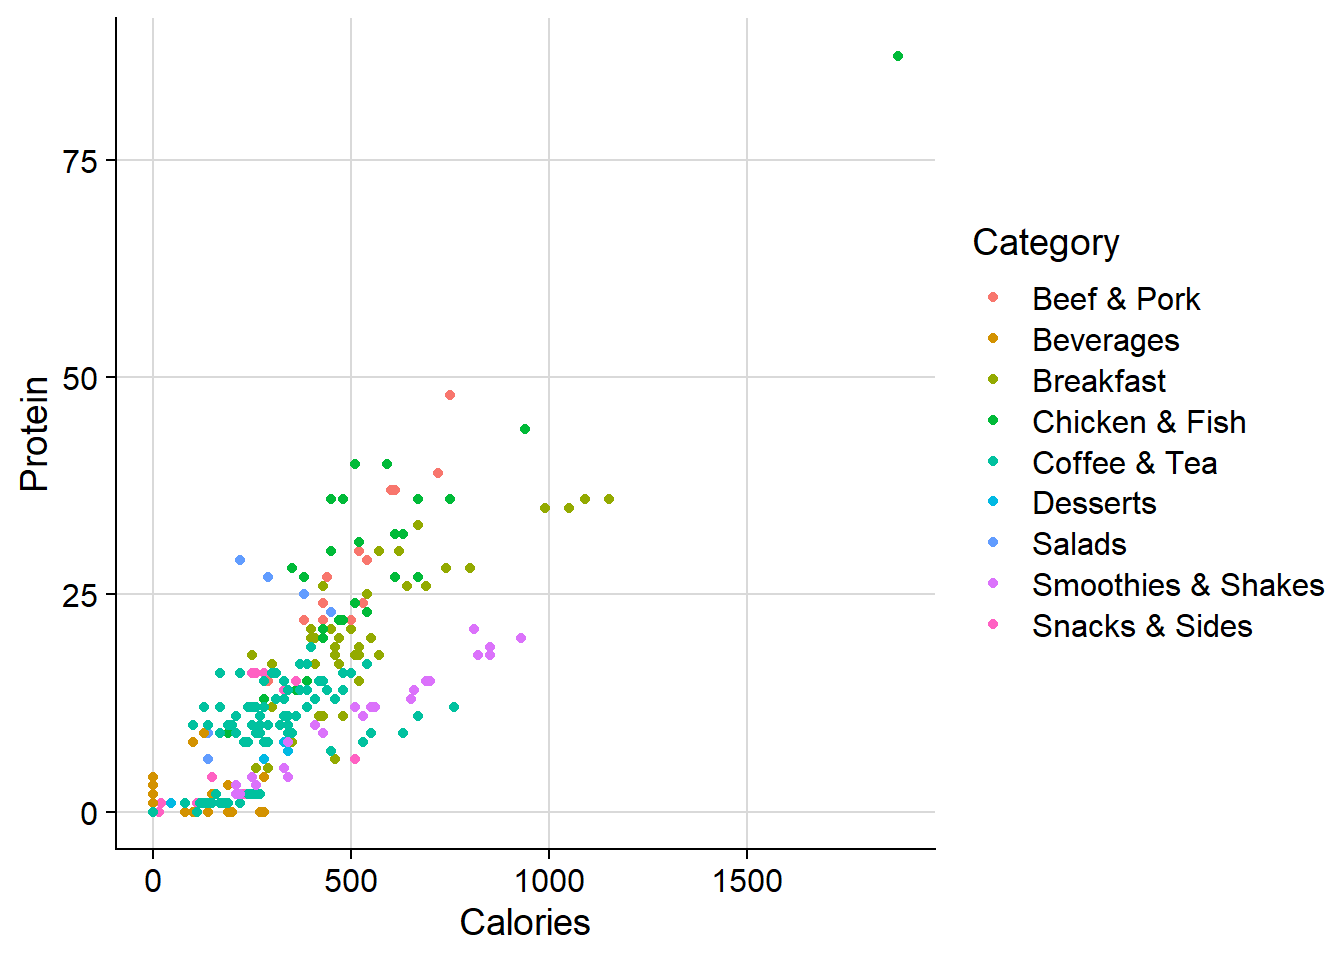 75
50
25
0
Protein
0 500 1000 1500
Calories
Category
Beef & Pork
Beverages
Breakfast
Chicken & Fish
Coffee & Tea
Desserts
Salads
Smoothies & Shakes
Snacks & Sides